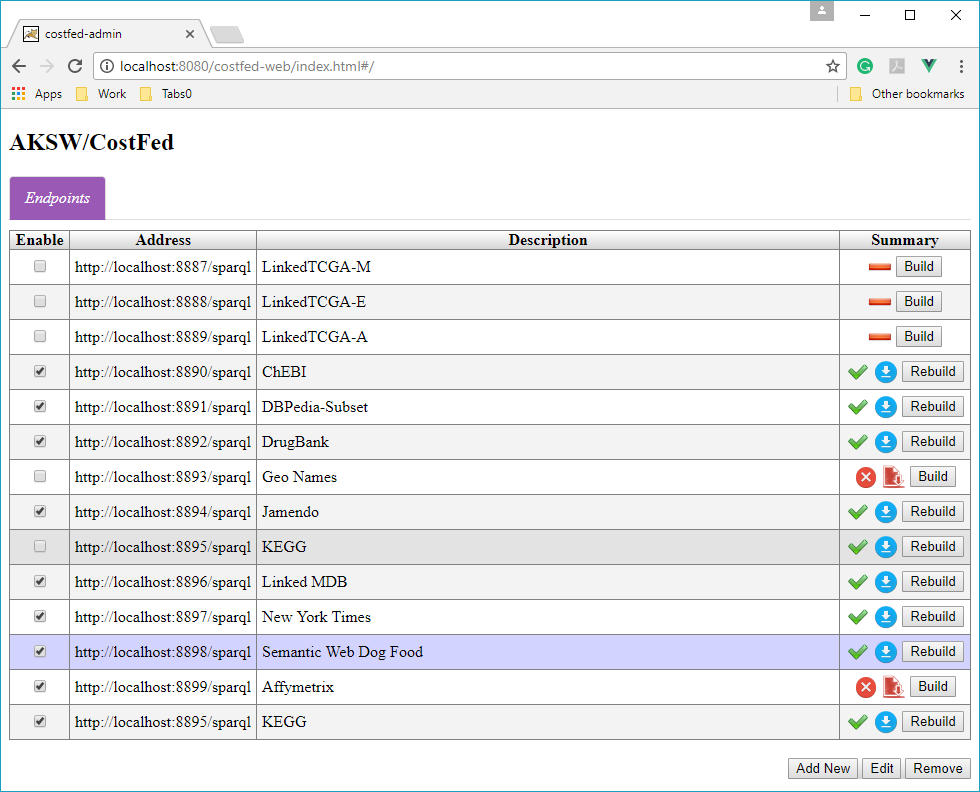 costfed-admin
localhost:8080/costfed-web/index.html#/
Apps Work Tabs0 Other bookmarks
AKSW/CostFed
Endpoints
Enable Address Description Summary
http://localhost:8887/sparql LinkedTCGA-M Build
http://localhost:8888/sparql LinkedTCGA-E Build
http://localhost:8889/sparql LinkedTCGA-A Build
http://localhost:8890/sparql ChEBI Rebuild
http://localhost:8891/sparql DBPedia-Subset Rebuild
http://localhost:8892/sparql DrugBank Rebuild
http://localhost:8893/sparql Geo Names Build
http://localhost:8894/sparql Jamendo Rebuild
http://localhost:8895/sparql KEGG Rebuild
http://localhost:8896/sparql Linked MDB Rebuild
http://localhost:8897/sparql New York Times Rebuild
http://localhost:8898/sparql Semantic Web Dog Food Rebuild
http://localhost:8899/sparql Affymetrix Build
http://localhost:8895/sparql KEGG Rebuild
Add New Edit Remove